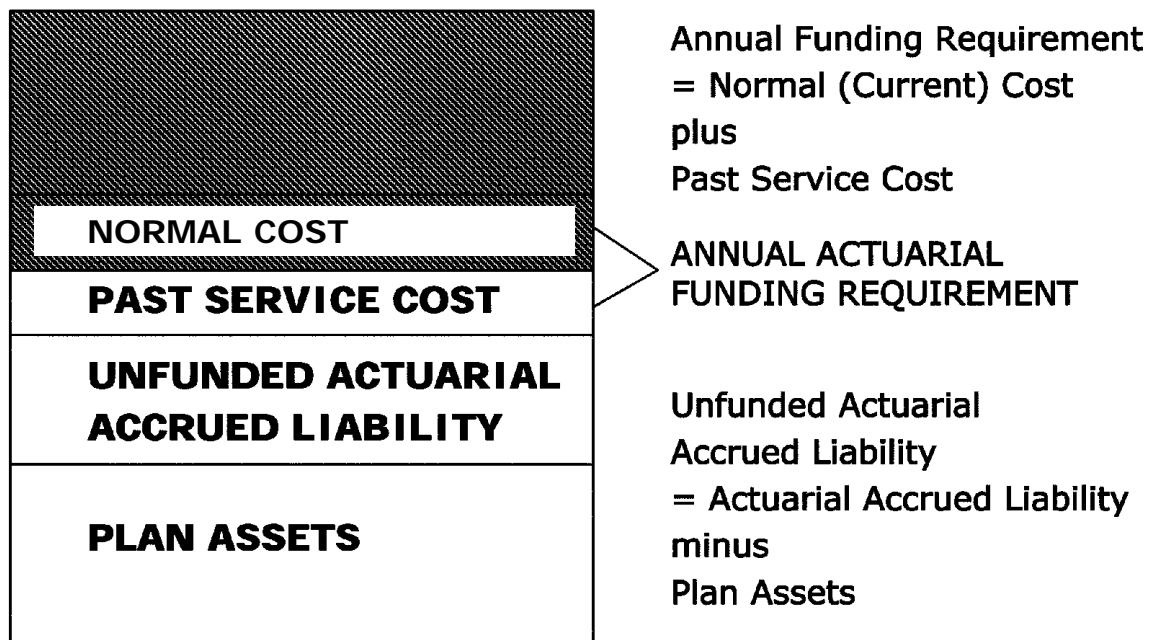 NORMAL COST
PAST SERVICE COST
UNFUNDED ACTUARIAL
ACCRUED LIABILITY
PLAN ASSETS
Annual Funding Requirement
= Normal (Current) Cost
plus
Past Service Cost
ANNUAL ACTUARIAL
FUNDING REQUIREMENT
Unfunded Actuarial
Accrued Liability
= Actuarial Accrued Liability
minus
Plan Assets